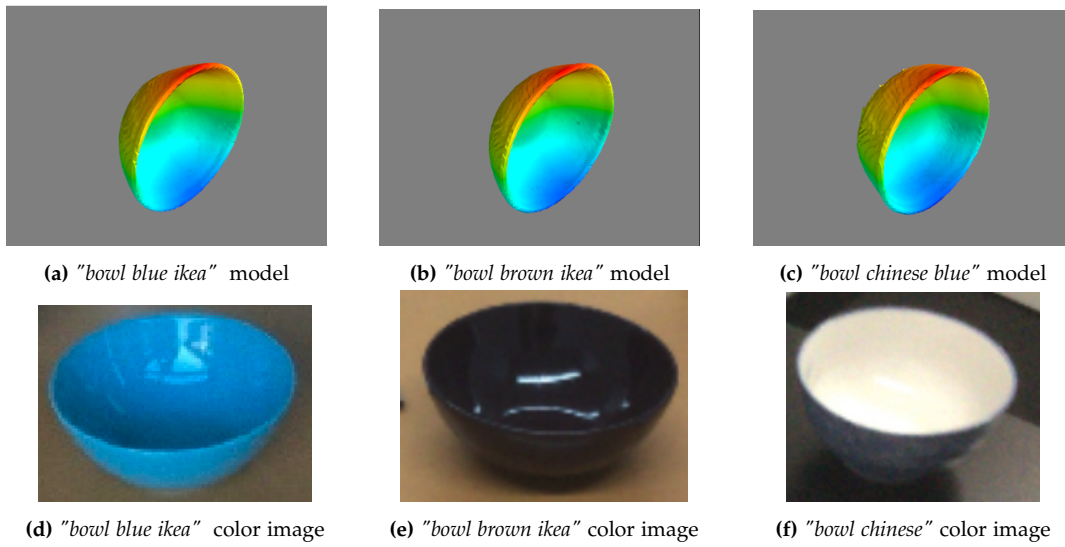 (a) "bowl blue ikea" model
(b) "bowl brown ikea" model
(c) "bowl chinese blue" model
(d) "bowl blue ikea" color image
(e) "bowl brown ikea" color image
(f) "bowl chinese" color image